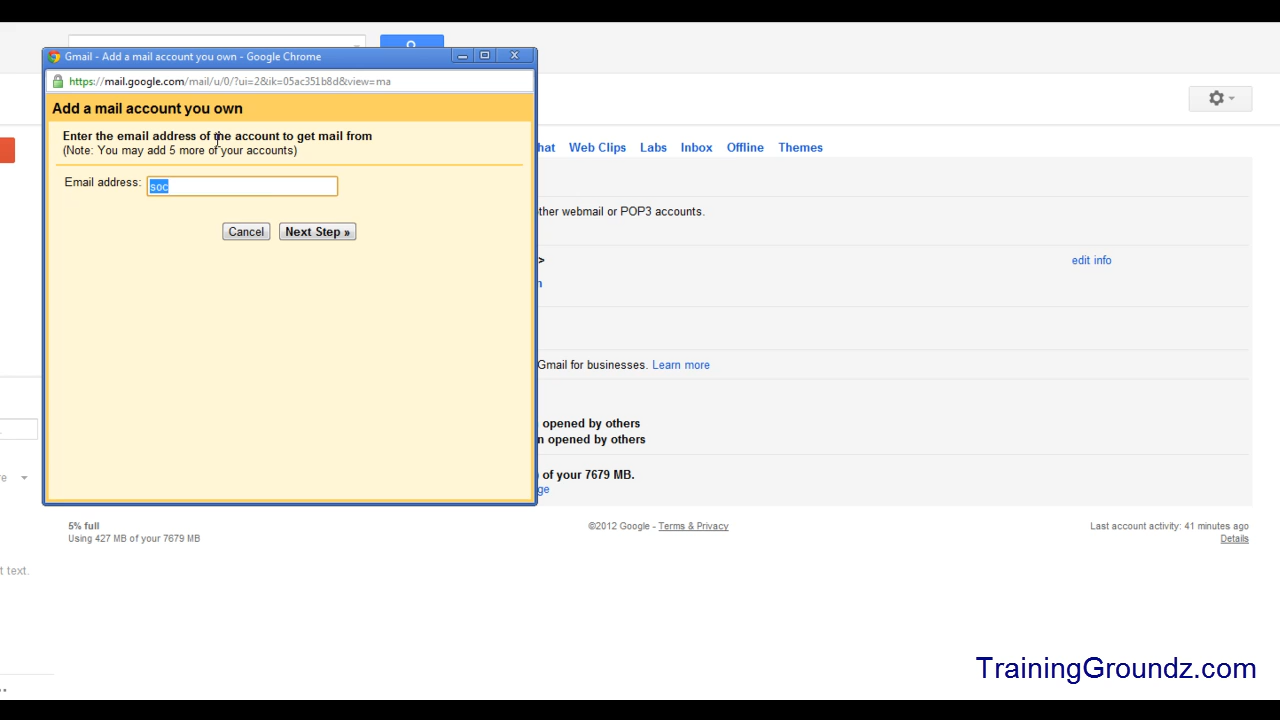 Gmail - Add a mail account you own - Google Chrome
https://mail.google.com/mail/u/0/?ui=2&ik=05ac351b8d&view=ma
Add a mail account you own
Enter the email address of the account to get mail from
(Note: You may add 5 more of your accounts)
Email address: soc
Cancel Next Step »
hat Web Clips Labs Inbox Offline Themes
ther webmail or POP3 accounts.
> edit info
n
Gmail for businesses. Learn more
opened by others
n opened by others
of your 7679 MB.
ge
re
t text.
5% full
Using 427 MB of your 7679 MB
©2012 Google - Terms & Privacy
Last account activity: 41 minutes ago
Details
TrainingGroundz.com